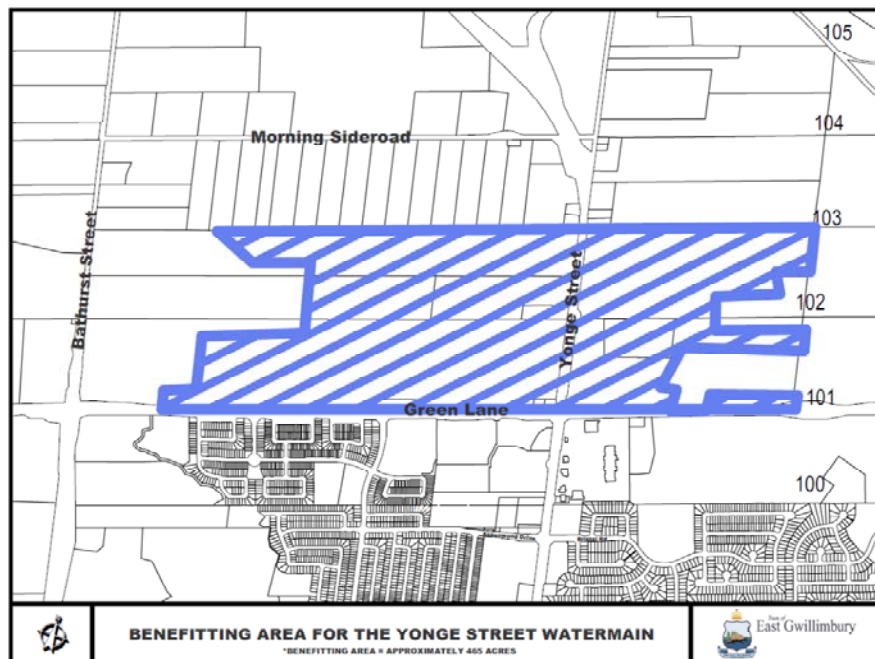 105
Morning Sideroad
104
Bathurst Street
103
Yonge Street
102
101
Green Lane
100
BENEFITTING AREA FOR THE YONGE STREET WATERMAIN
*BENEFITTING AREA = APPROXIMATELY 465 ACRES
Town of
East Gwillimbury